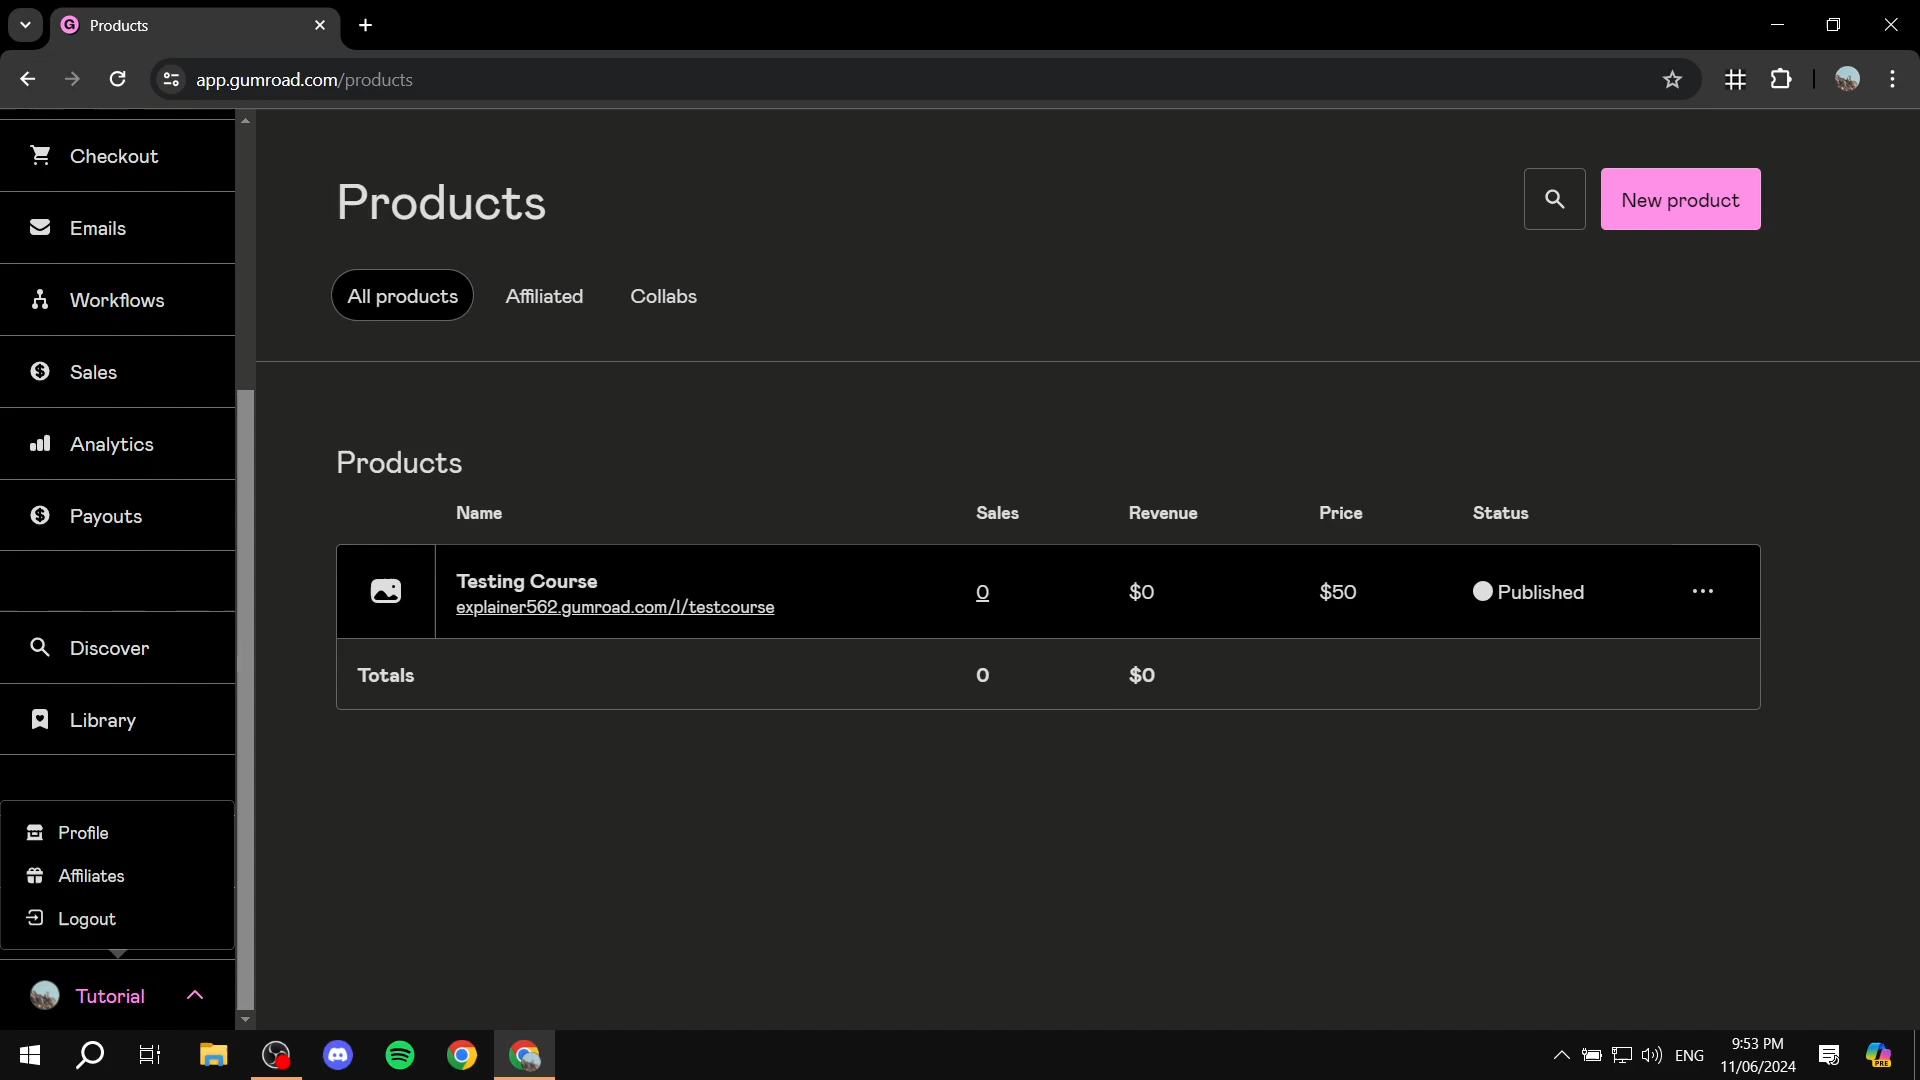 Products
app.gumroad.com/products
Checkout
Emails
Workflows
Sales
Analytics
Payouts
Discover
Library
Profile
Affiliates
Logout
Tutorial
Products
New product
All products
Affiliated
Collabs
Products
Name
Sales
Revenue
Price
Status
Testing Course
explainer562.gumroad.com/l/testcourse
0
$0
$50
Published
Totals
0
$0
ENG
9:53 PM
11/06/2024
PRE